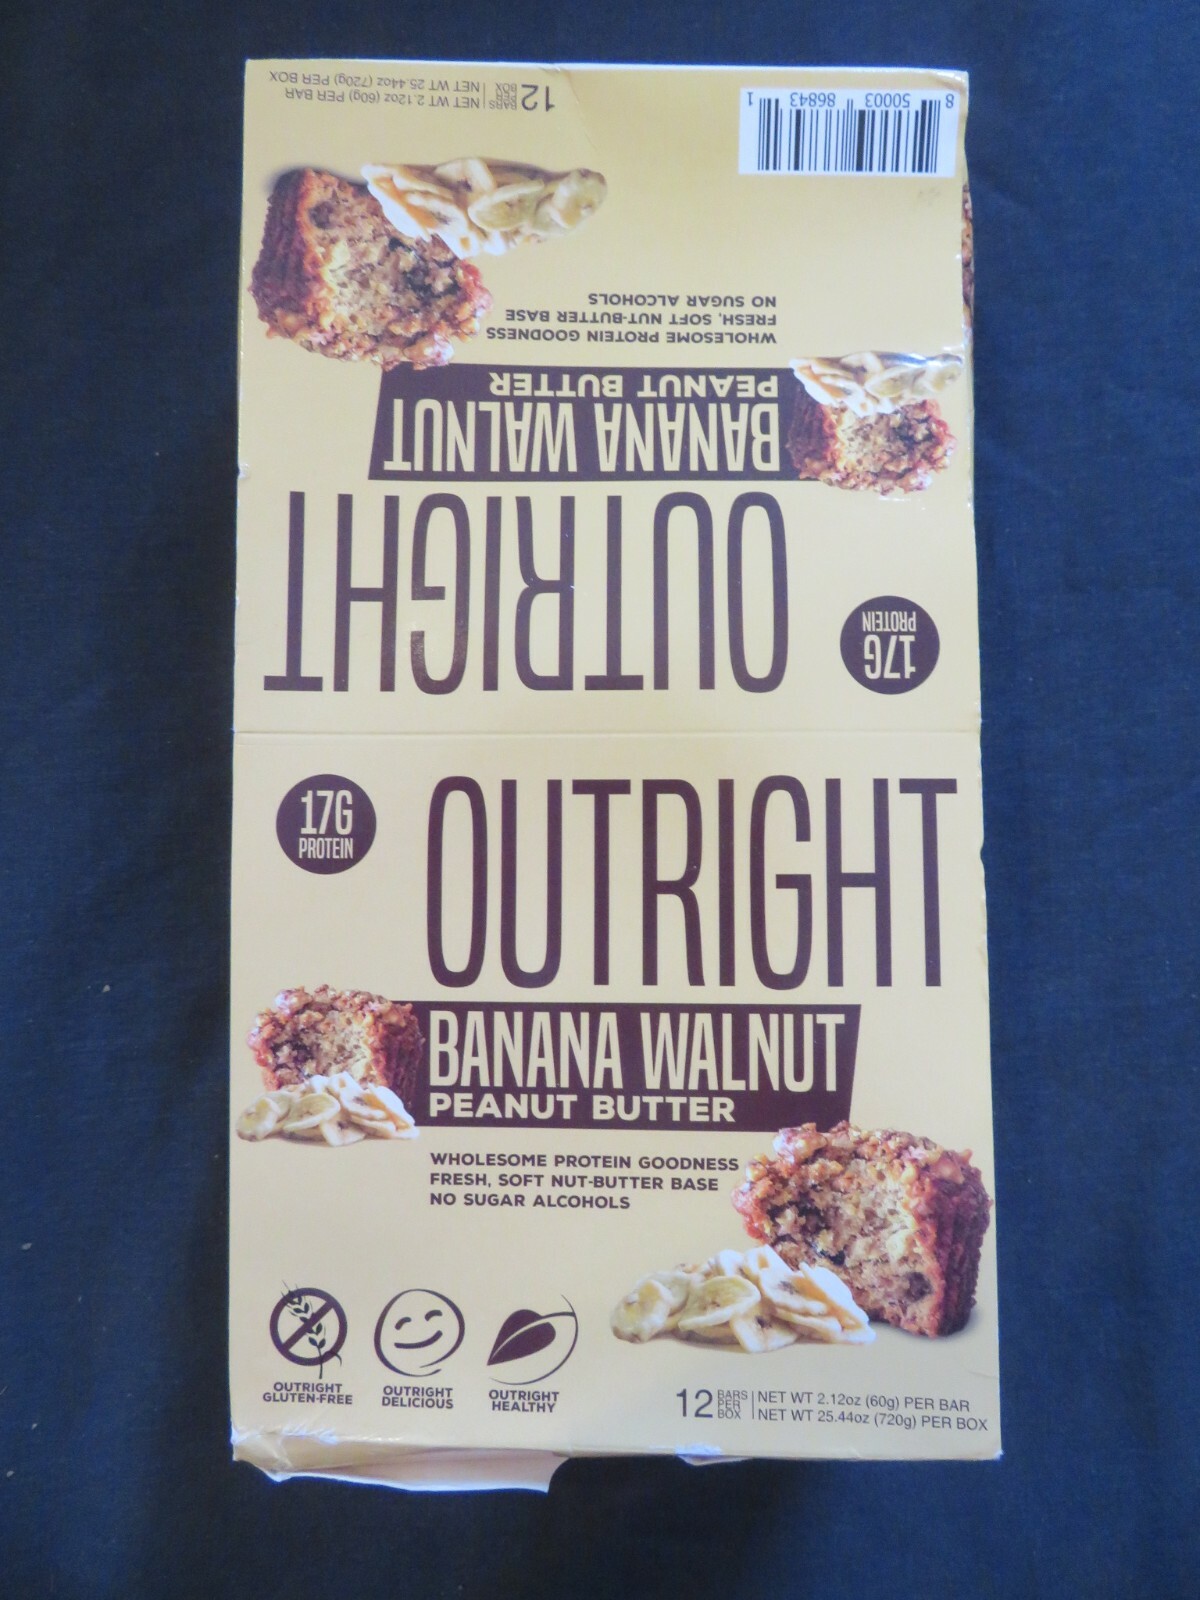 12 BARS PER BOX
NET WT 2.12oz (60g) PER BAR
NET WT 25.44oz (720g) PER BOX
8 50003 86843 1
WHOLESOME PROTEIN GOODNESS
FRESH, SOFT NUT-BUTTER BASE
NO SUGAR ALCOHOLS
BANANA WALNUT
PEANUT BUTTER
OUTRIGHT
17G
PROTEIN
17G
PROTEIN
OUTRIGHT
BANANA WALNUT
PEANUT BUTTER
WHOLESOME PROTEIN GOODNESS
FRESH, SOFT NUT-BUTTER BASE
NO SUGAR ALCOHOLS
OUTRIGHT
GLUTEN-FREE
OUTRIGHT
DELICIOUS
OUTRIGHT
HEALTHY
12 BARS PER BOX
NET WT 2.12oz (60g) PER BAR
NET WT 25.44oz (720g) PER BOX